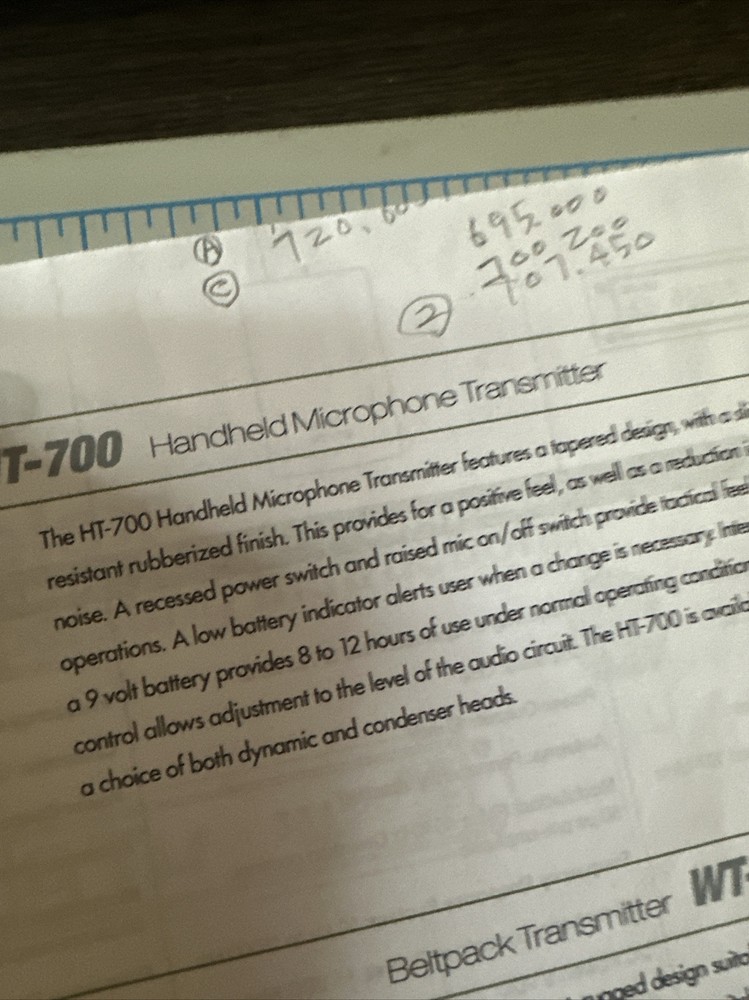 Ⓐ 720.600 695.000
Ⓒ 700.200
② 707.450
HT-700 Handheld Microphone Transmitter
The HT-700 Handheld Microphone Transmitter features a tapered design, with a
resistant rubberized finish. This provides for a positive feel, as well as a reduction
noise. A recessed power switch and raised mic on/off switch provide tactical feel
operations. A low battery indicator alerts user when a change is necessary.
a 9 volt battery provides 8 to 12 hours of use under normal operating
control allows adjustment to the level of the audio circuit. The HT-700 is
a choice of both dynamic and condenser heads.
Beltpack Transmitter WT-
design